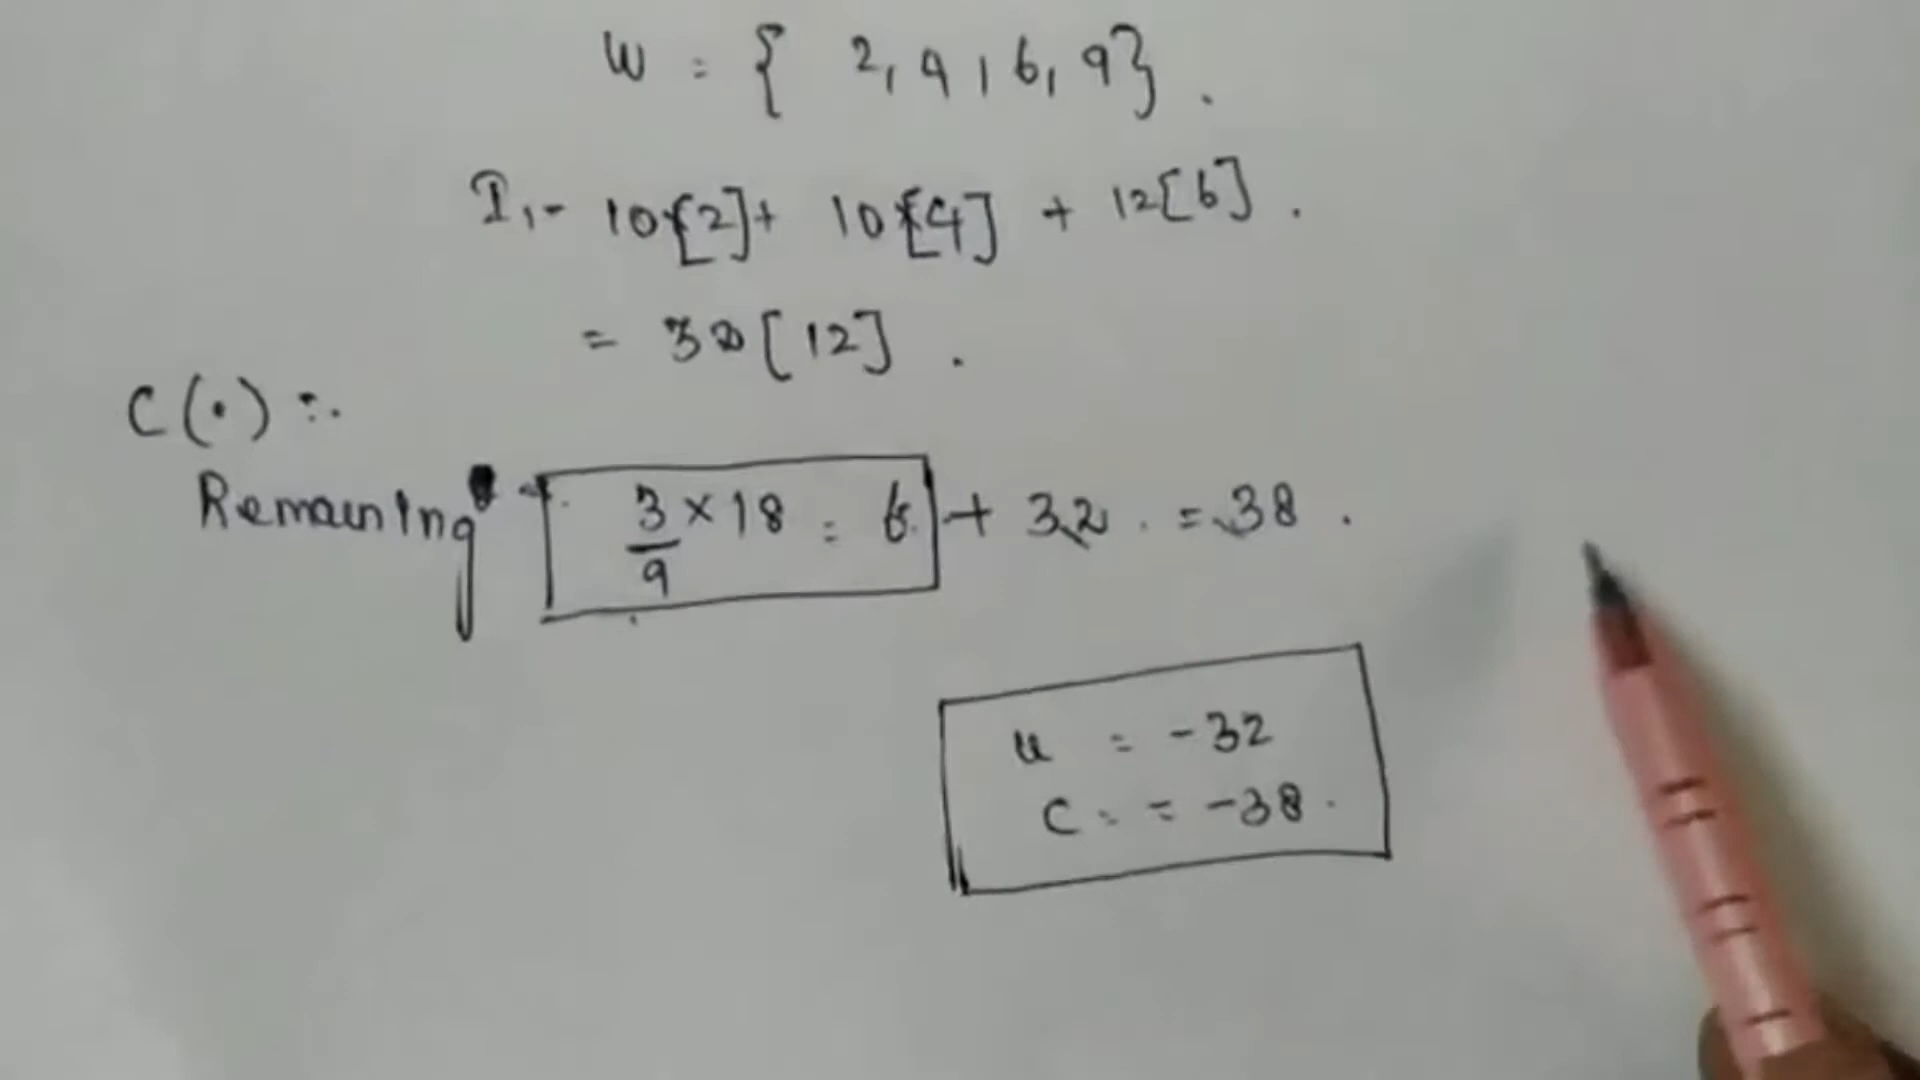 W = { 2, 4, 6, 9} .
I, - 10[2] + 10[4] + 12[6] .
= 32 [12] .
C(.) :.
Remaining 3/9 × 18 = 6 + 32 . = 38 .
u = -32
C. = -38 .